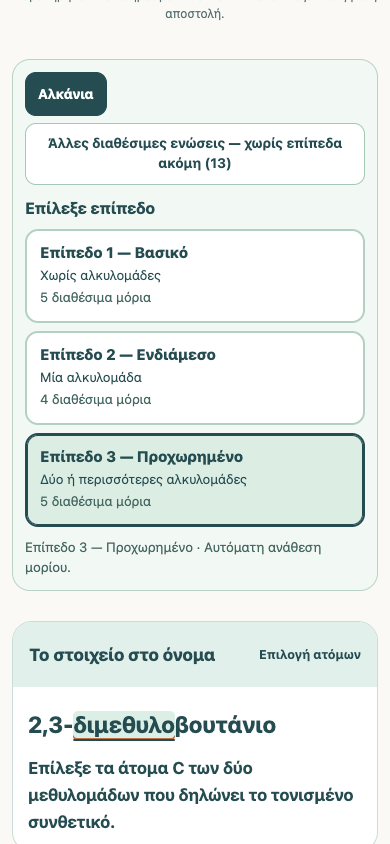 αποστολή.
Αλκάνια
Άλλες διαθέσιμες ενώσεις — χωρίς επίπεδα
ακόμη (13)
Επίλεξε επίπεδο
Επίπεδο 1 — Βασικό
Χωρίς αλκυλομάδες
5 διαθέσιμα μόρια
Επίπεδο 2 — Ενδιάμεσο
Μία αλκυλομάδα
4 διαθέσιμα μόρια
Επίπεδο 3 — Προχωρημένο
Δύο ή περισσότερες αλκυλομάδες
5 διαθέσιμα μόρια
Επίπεδο 3 — Προχωρημένο · Αυτόματη ανάθεση
μορίου.
Το στοιχείο στο όνομα
Επιλογή ατόμων
2,3-διμεθυλοβουτάνιο
Επίλεξε τα άτομα C των δύο
μεθυλομάδων που δηλώνει το τονισμένο
συνθετικό.